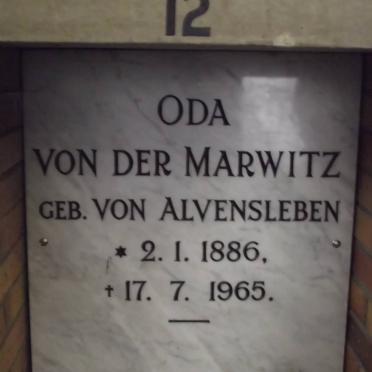 12
ODA
VON DER MARWITZ
GEB. VON ALVENSLEBEN
* 2. 1. 1886,
† 17. 7. 1965.